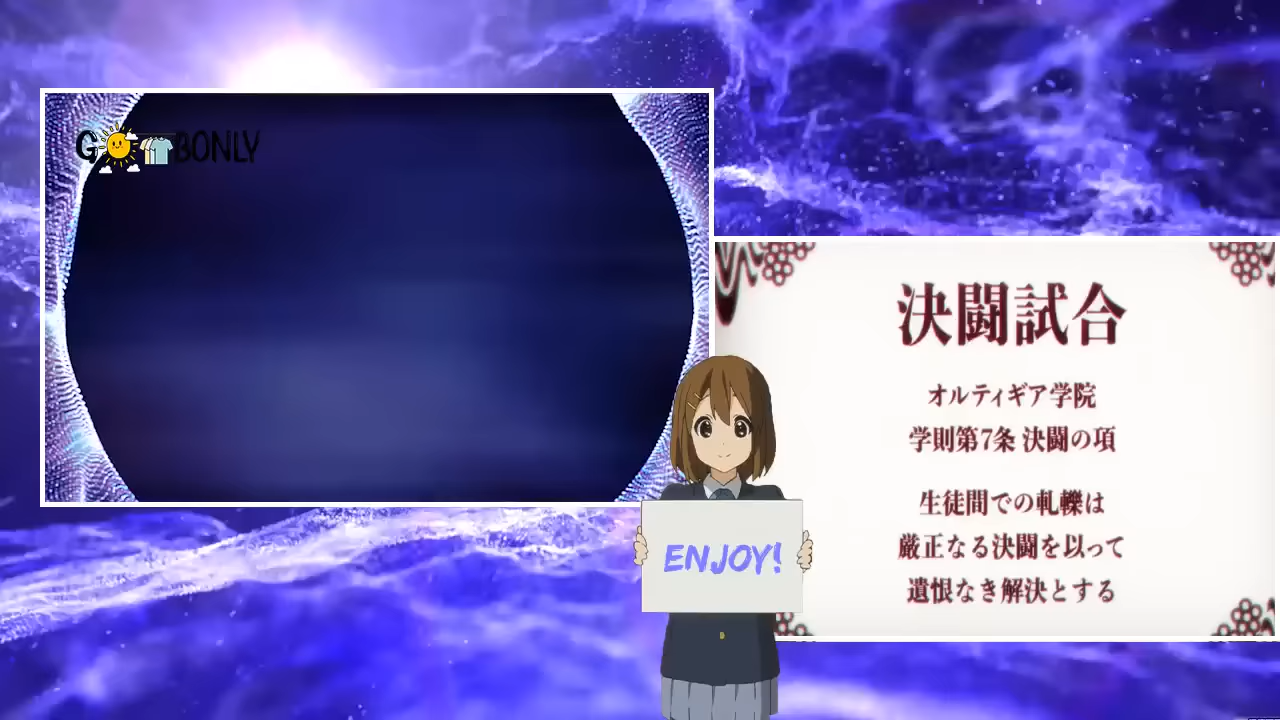 G BONLY
決闘試合
オルティギア学院
学則第7条 決闘の項
生徒間での軋轢は
厳正なる決闘を以って
遺恨なき解決とする
ENJOY!